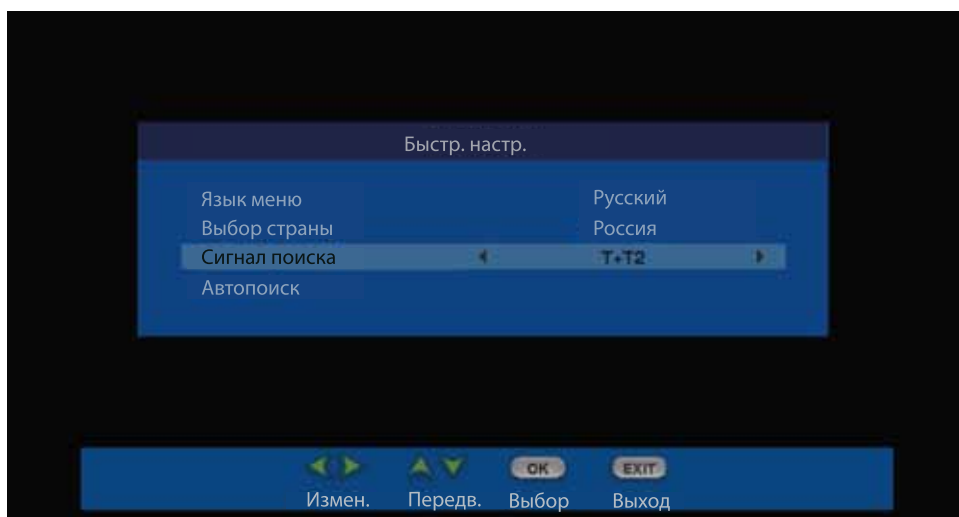 Быстр. настр.
Язык меню Русский
Выбор страны Россия
Сигнал поиска T+T2
Автопоиск
OK EXIT
Измен. Передв. Выбор Выход